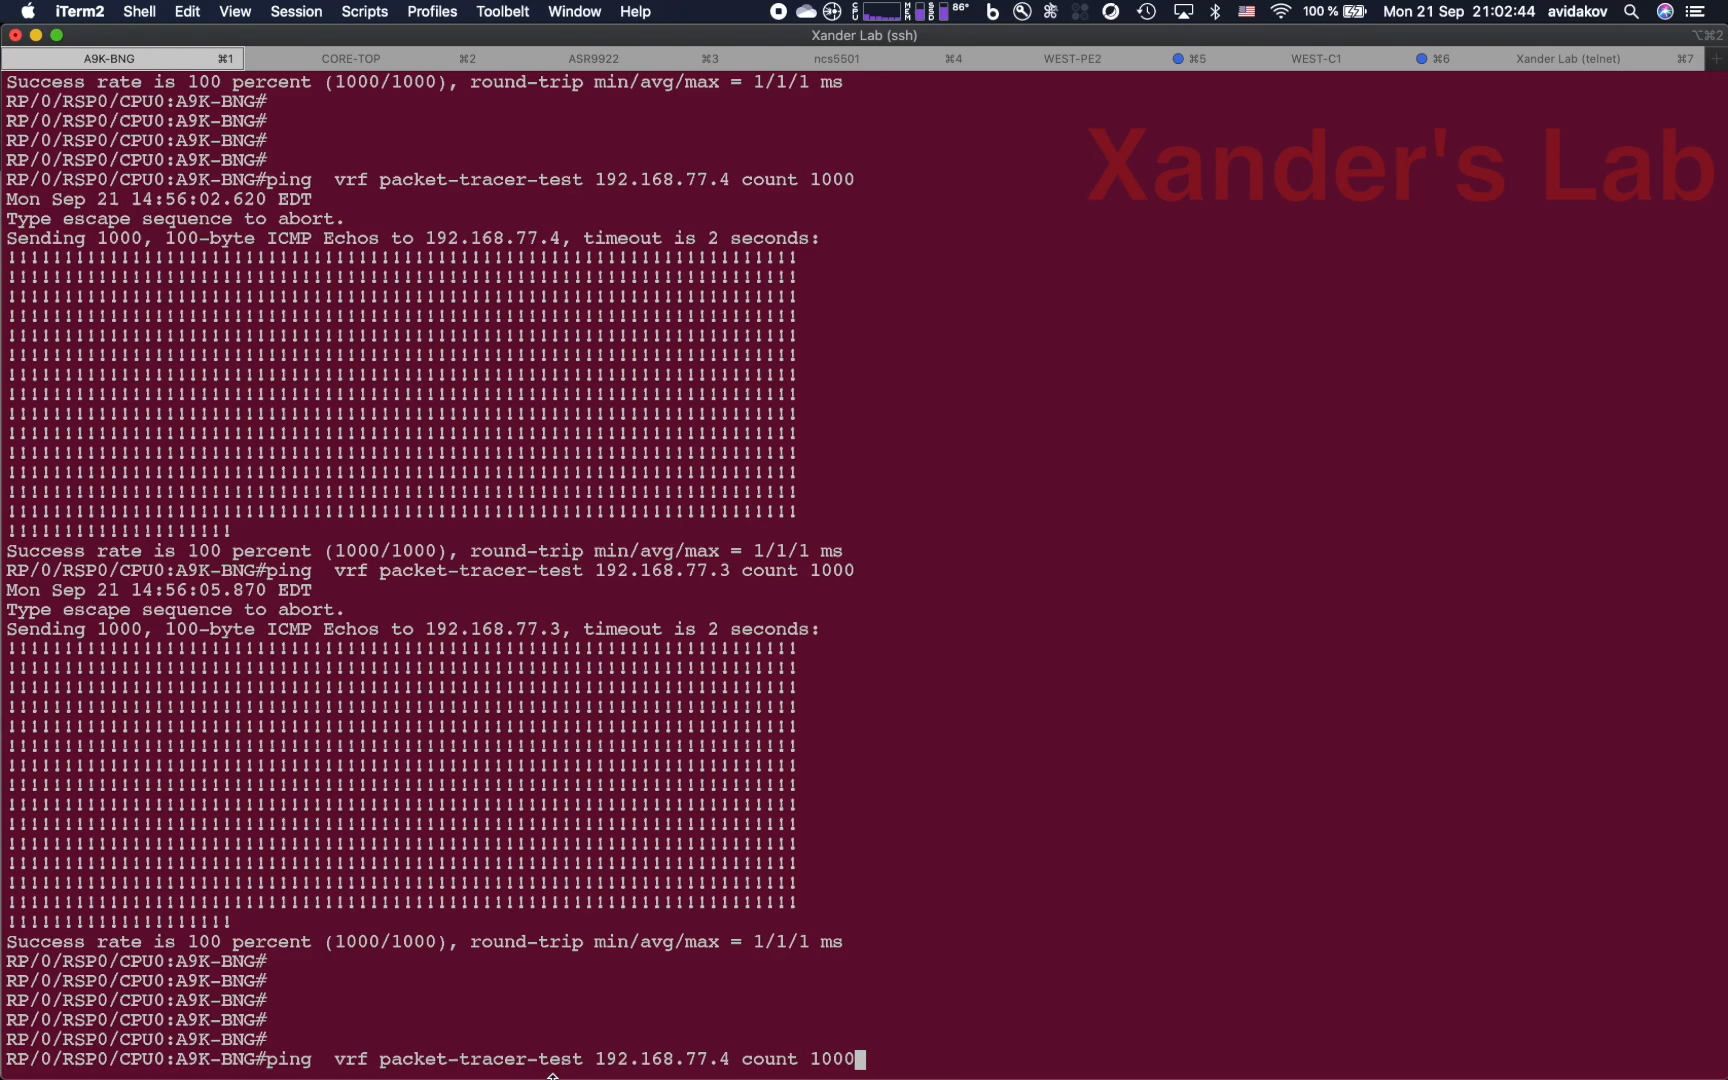 iTerm2 Shell Edit View Session Scripts Profiles Toolbelt Window Help 86° 100 % Mon 21 Sep 21:02:44 avidakov
Xander Lab (ssh) ⌥⌘2
A9K-BNG ⌘1 CORE-TOP ⌘2 ASR9922 ⌘3 ncs5501 ⌘4 WEST-PE2 ⌘5 WEST-C1 ⌘6 Xander Lab (telnet) ⌘7
Xander's Lab
Success rate is 100 percent (1000/1000), round-trip min/avg/max = 1/1/1 ms
RP/0/RSP0/CPU0:A9K-BNG#
RP/0/RSP0/CPU0:A9K-BNG#
RP/0/RSP0/CPU0:A9K-BNG#
RP/0/RSP0/CPU0:A9K-BNG#
RP/0/RSP0/CPU0:A9K-BNG#ping  vrf packet-tracer-test 192.168.77.4 count 1000
Mon Sep 21 14:56:02.620 EDT
Type escape sequence to abort.
Sending 1000, 100-byte ICMP Echos to 192.168.77.4, timeout is 2 seconds:
!!!!!!!!!!!!!!!!!!!!!!!!!!!!!!!!!!!!!!!!!!!!!!!!!!!!!!!!!!!!!!!!!!!!!!
!!!!!!!!!!!!!!!!!!!!!!!!!!!!!!!!!!!!!!!!!!!!!!!!!!!!!!!!!!!!!!!!!!!!!!
!!!!!!!!!!!!!!!!!!!!!!!!!!!!!!!!!!!!!!!!!!!!!!!!!!!!!!!!!!!!!!!!!!!!!!
!!!!!!!!!!!!!!!!!!!!!!!!!!!!!!!!!!!!!!!!!!!!!!!!!!!!!!!!!!!!!!!!!!!!!!
!!!!!!!!!!!!!!!!!!!!!!!!!!!!!!!!!!!!!!!!!!!!!!!!!!!!!!!!!!!!!!!!!!!!!!
!!!!!!!!!!!!!!!!!!!!!!!!!!!!!!!!!!!!!!!!!!!!!!!!!!!!!!!!!!!!!!!!!!!!!!
!!!!!!!!!!!!!!!!!!!!!!!!!!!!!!!!!!!!!!!!!!!!!!!!!!!!!!!!!!!!!!!!!!!!!!
!!!!!!!!!!!!!!!!!!!!!!!!!!!!!!!!!!!!!!!!!!!!!!!!!!!!!!!!!!!!!!!!!!!!!!
!!!!!!!!!!!!!!!!!!!!!!!!!!!!!!!!!!!!!!!!!!!!!!!!!!!!!!!!!!!!!!!!!!!!!!
!!!!!!!!!!!!!!!!!!!!!!!!!!!!!!!!!!!!!!!!!!!!!!!!!!!!!!!!!!!!!!!!!!!!!!
!!!!!!!!!!!!!!!!!!!!!!!!!!!!!!!!!!!!!!!!!!!!!!!!!!!!!!!!!!!!!!!!!!!!!!
!!!!!!!!!!!!!!!!!!!!!!!!!!!!!!!!!!!!!!!!!!!!!!!!!!!!!!!!!!!!!!!!!!!!!!
!!!!!!!!!!!!!!!!!!!!!!!!!!!!!!!!!!!!!!!!!!!!!!!!!!!!!!!!!!!!!!!!!!!!!!
!!!!!!!!!!!!!!!!!!!!
Success rate is 100 percent (1000/1000), round-trip min/avg/max = 1/1/1 ms
RP/0/RSP0/CPU0:A9K-BNG#ping  vrf packet-tracer-test 192.168.77.3 count 1000
Mon Sep 21 14:56:05.870 EDT
Type escape sequence to abort.
Sending 1000, 100-byte ICMP Echos to 192.168.77.3, timeout is 2 seconds:
!!!!!!!!!!!!!!!!!!!!!!!!!!!!!!!!!!!!!!!!!!!!!!!!!!!!!!!!!!!!!!!!!!!!!!
!!!!!!!!!!!!!!!!!!!!!!!!!!!!!!!!!!!!!!!!!!!!!!!!!!!!!!!!!!!!!!!!!!!!!!
!!!!!!!!!!!!!!!!!!!!!!!!!!!!!!!!!!!!!!!!!!!!!!!!!!!!!!!!!!!!!!!!!!!!!!
!!!!!!!!!!!!!!!!!!!!!!!!!!!!!!!!!!!!!!!!!!!!!!!!!!!!!!!!!!!!!!!!!!!!!!
!!!!!!!!!!!!!!!!!!!!!!!!!!!!!!!!!!!!!!!!!!!!!!!!!!!!!!!!!!!!!!!!!!!!!!
!!!!!!!!!!!!!!!!!!!!!!!!!!!!!!!!!!!!!!!!!!!!!!!!!!!!!!!!!!!!!!!!!!!!!!
!!!!!!!!!!!!!!!!!!!!!!!!!!!!!!!!!!!!!!!!!!!!!!!!!!!!!!!!!!!!!!!!!!!!!!
!!!!!!!!!!!!!!!!!!!!!!!!!!!!!!!!!!!!!!!!!!!!!!!!!!!!!!!!!!!!!!!!!!!!!!
!!!!!!!!!!!!!!!!!!!!!!!!!!!!!!!!!!!!!!!!!!!!!!!!!!!!!!!!!!!!!!!!!!!!!!
!!!!!!!!!!!!!!!!!!!!!!!!!!!!!!!!!!!!!!!!!!!!!!!!!!!!!!!!!!!!!!!!!!!!!!
!!!!!!!!!!!!!!!!!!!!!!!!!!!!!!!!!!!!!!!!!!!!!!!!!!!!!!!!!!!!!!!!!!!!!!
!!!!!!!!!!!!!!!!!!!!!!!!!!!!!!!!!!!!!!!!!!!!!!!!!!!!!!!!!!!!!!!!!!!!!!
!!!!!!!!!!!!!!!!!!!!!!!!!!!!!!!!!!!!!!!!!!!!!!!!!!!!!!!!!!!!!!!!!!!!!!
!!!!!!!!!!!!!!!!!!!!!!!!!!!!!!!!!!!!!!!!!!!!!!!!!!!!!!!!!!!!!!!!!!!!!!
!!!!!!!!!!!!!!!!!!!!
Success rate is 100 percent (1000/1000), round-trip min/avg/max = 1/1/1 ms
RP/0/RSP0/CPU0:A9K-BNG#
RP/0/RSP0/CPU0:A9K-BNG#
RP/0/RSP0/CPU0:A9K-BNG#
RP/0/RSP0/CPU0:A9K-BNG#
RP/0/RSP0/CPU0:A9K-BNG#
RP/0/RSP0/CPU0:A9K-BNG#ping  vrf packet-tracer-test 192.168.77.4 count 1000